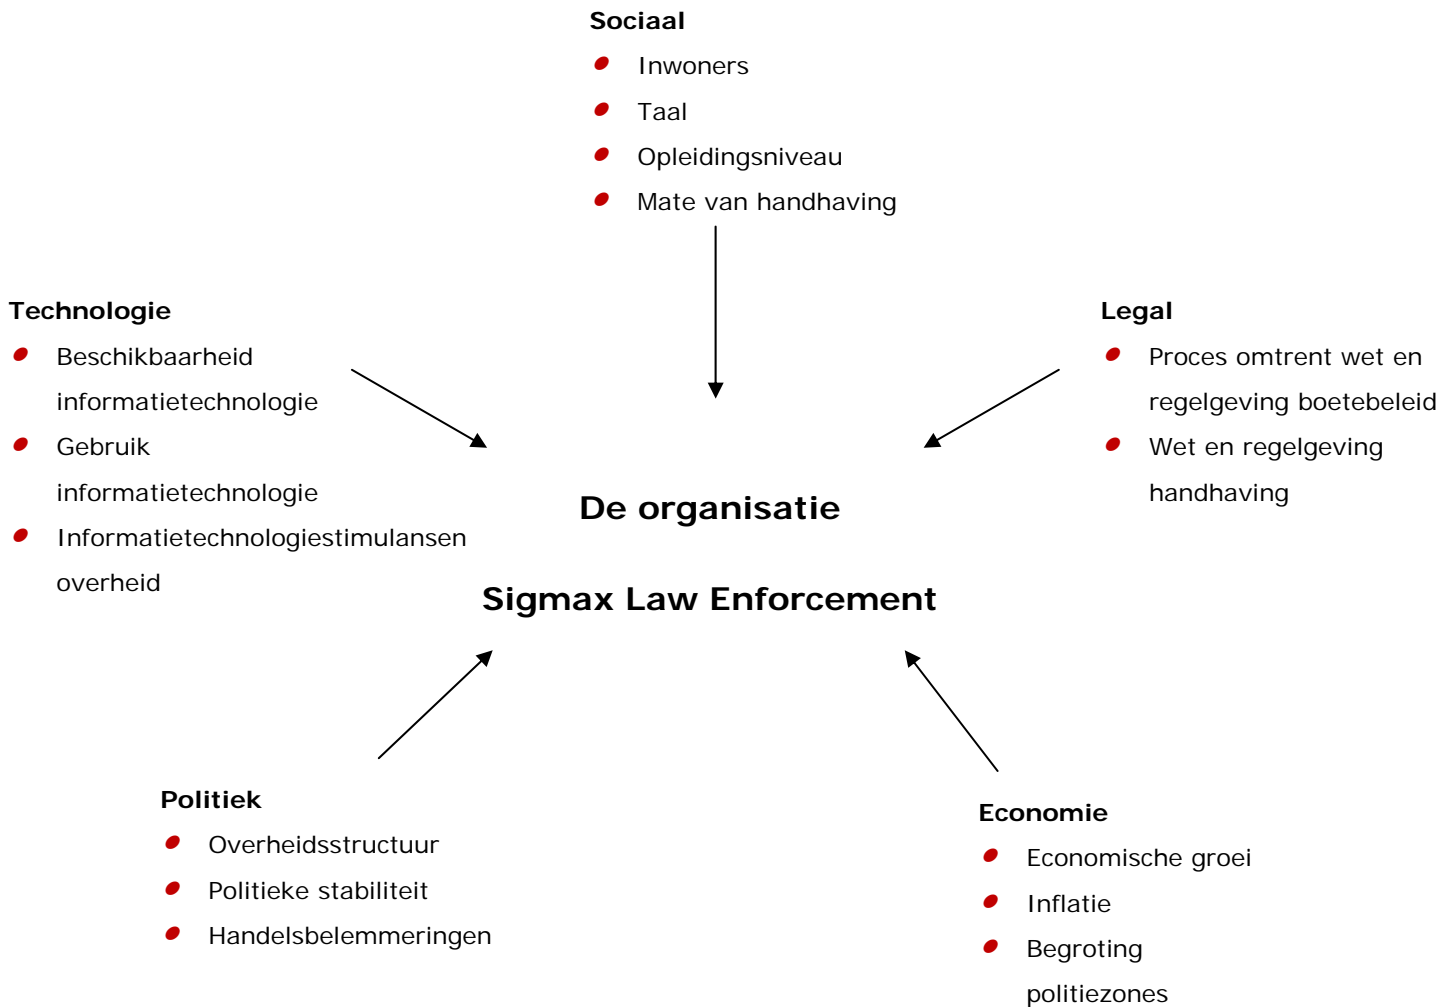 Sociaal
Inwoners
Taal
Opleidingsniveau
Mate van handhaving
Technologie
Beschikbaarheid
informatietechnologie
Gebruik
informatietechnologie
Informatietechnologiestimulansen
overheid
Legal
Proces omtrent wet en
regelgeving boetebeleid
Wet en regelgeving
handhaving
De organisatie
Sigmax Law Enforcement
Politiek
Overheidsstructuur
Politieke stabiliteit
Handelsbelemmeringen
Economie
Economische groei
Inflatie
Begroting
politiezones